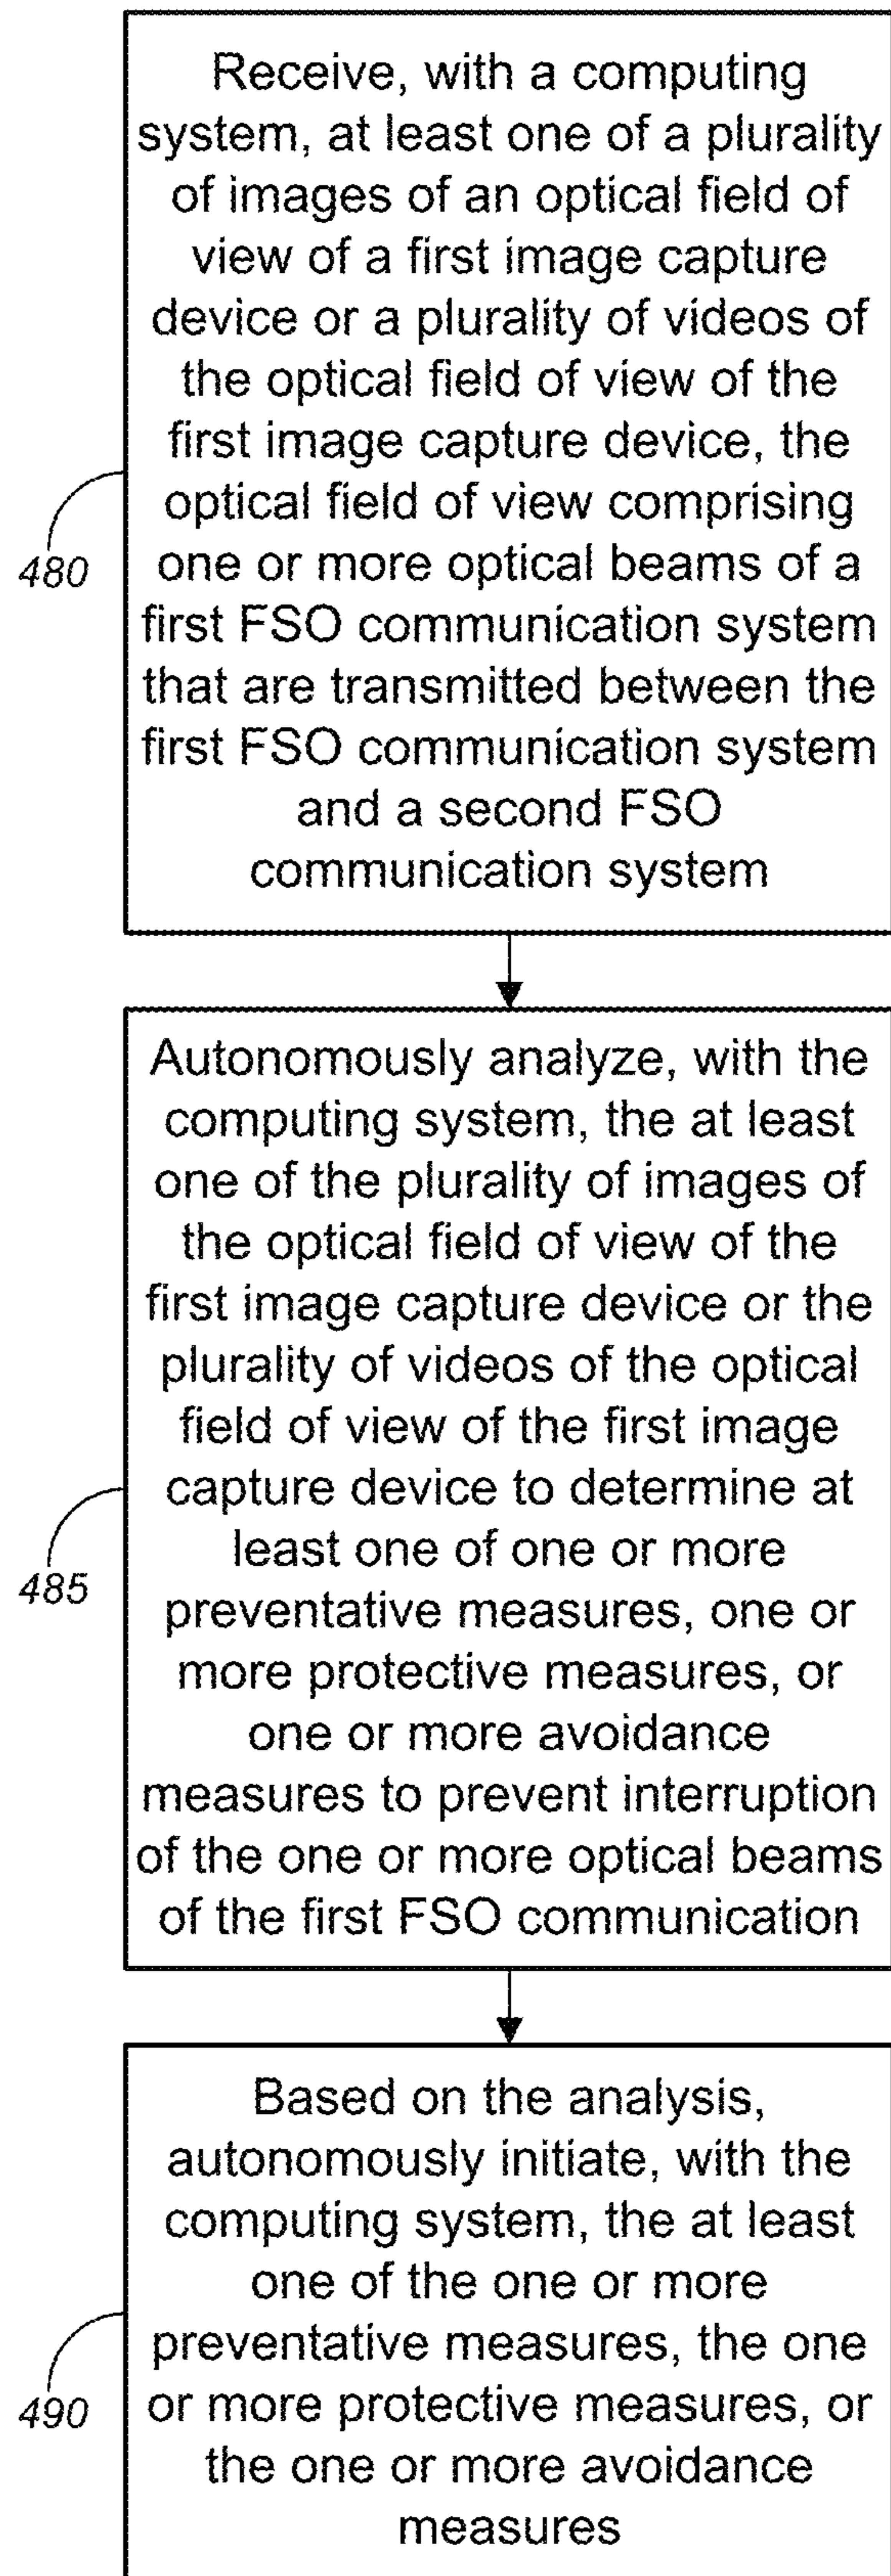 Receive, with a computing
system, at least one of a plurality
of images of an optical field of
view of a first image capture
device or a plurality of videos of
the optical field of view of the
first image capture device, the
optical field of view comprising
one or more optical beams of a
first FSO communication system
that are transmitted between the
first FSO communication system
and a second FSO
communication system
480
Autonomously analyze, with the
computing system, the at least
one of the plurality of images of
the optical field of view of the
first image capture device or the
plurality of videos of the optical
field of view of the first image
capture device to determine at
least one of one or more
preventative measures, one or
more protective measures, or
one or more avoidance
measures to prevent interruption
of the one or more optical beams
of the first FSO communication
485
Based on the analysis,
autonomously initiate, with the
computing system, the at least
one of the one or more
preventative measures, the one
or more protective measures, or
the one or more avoidance
measures
490